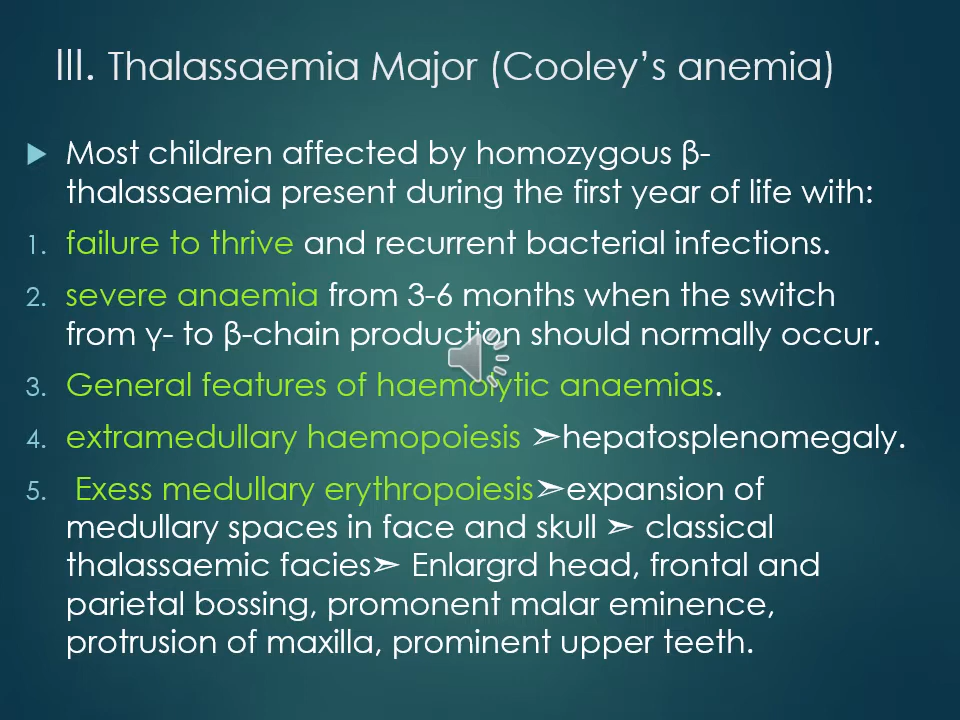 III. Thalassaemia Major (Cooley’s anemia)
Most children affected by homozygous β-
thalassaemia present during the first year of life with:
1. failure to thrive and recurrent bacterial infections.
2. severe anaemia from 3-6 months when the switch
from γ- to β-chain production should normally occur.
3. General features of haemolytic anaemias.
4. extramedullary haemopoiesis ➣hepatosplenomegaly.
5. Exess medullary erythropoiesis➣expansion of
medullary spaces in face and skull ➣ classical
thalassaemic facies➣ Enlargrd head, frontal and
parietal bossing, promonent malar eminence,
protrusion of maxilla, prominent upper teeth.